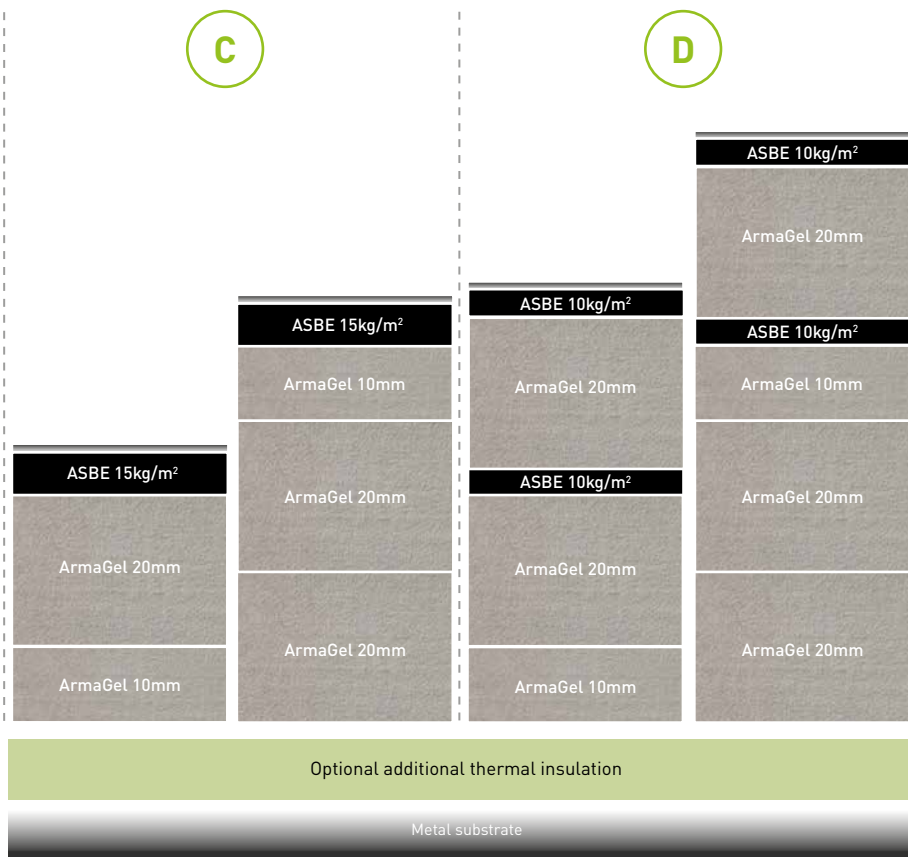 C
ASBE 15kg/m²
ArmaGel 20mm
ArmaGel 10mm
ASBE 15kg/m²
ArmaGel 10mm
ArmaGel 20mm
ArmaGel 20mm
D
ASBE 10kg/m²
ArmaGel 20mm
ASBE 10kg/m²
ArmaGel 20mm
ArmaGel 10mm
ASBE 10kg/m²
ArmaGel 20mm
ASBE 10kg/m²
ArmaGel 10mm
ArmaGel 20mm
ArmaGel 20mm
Optional additional thermal insulation
Metal substrate